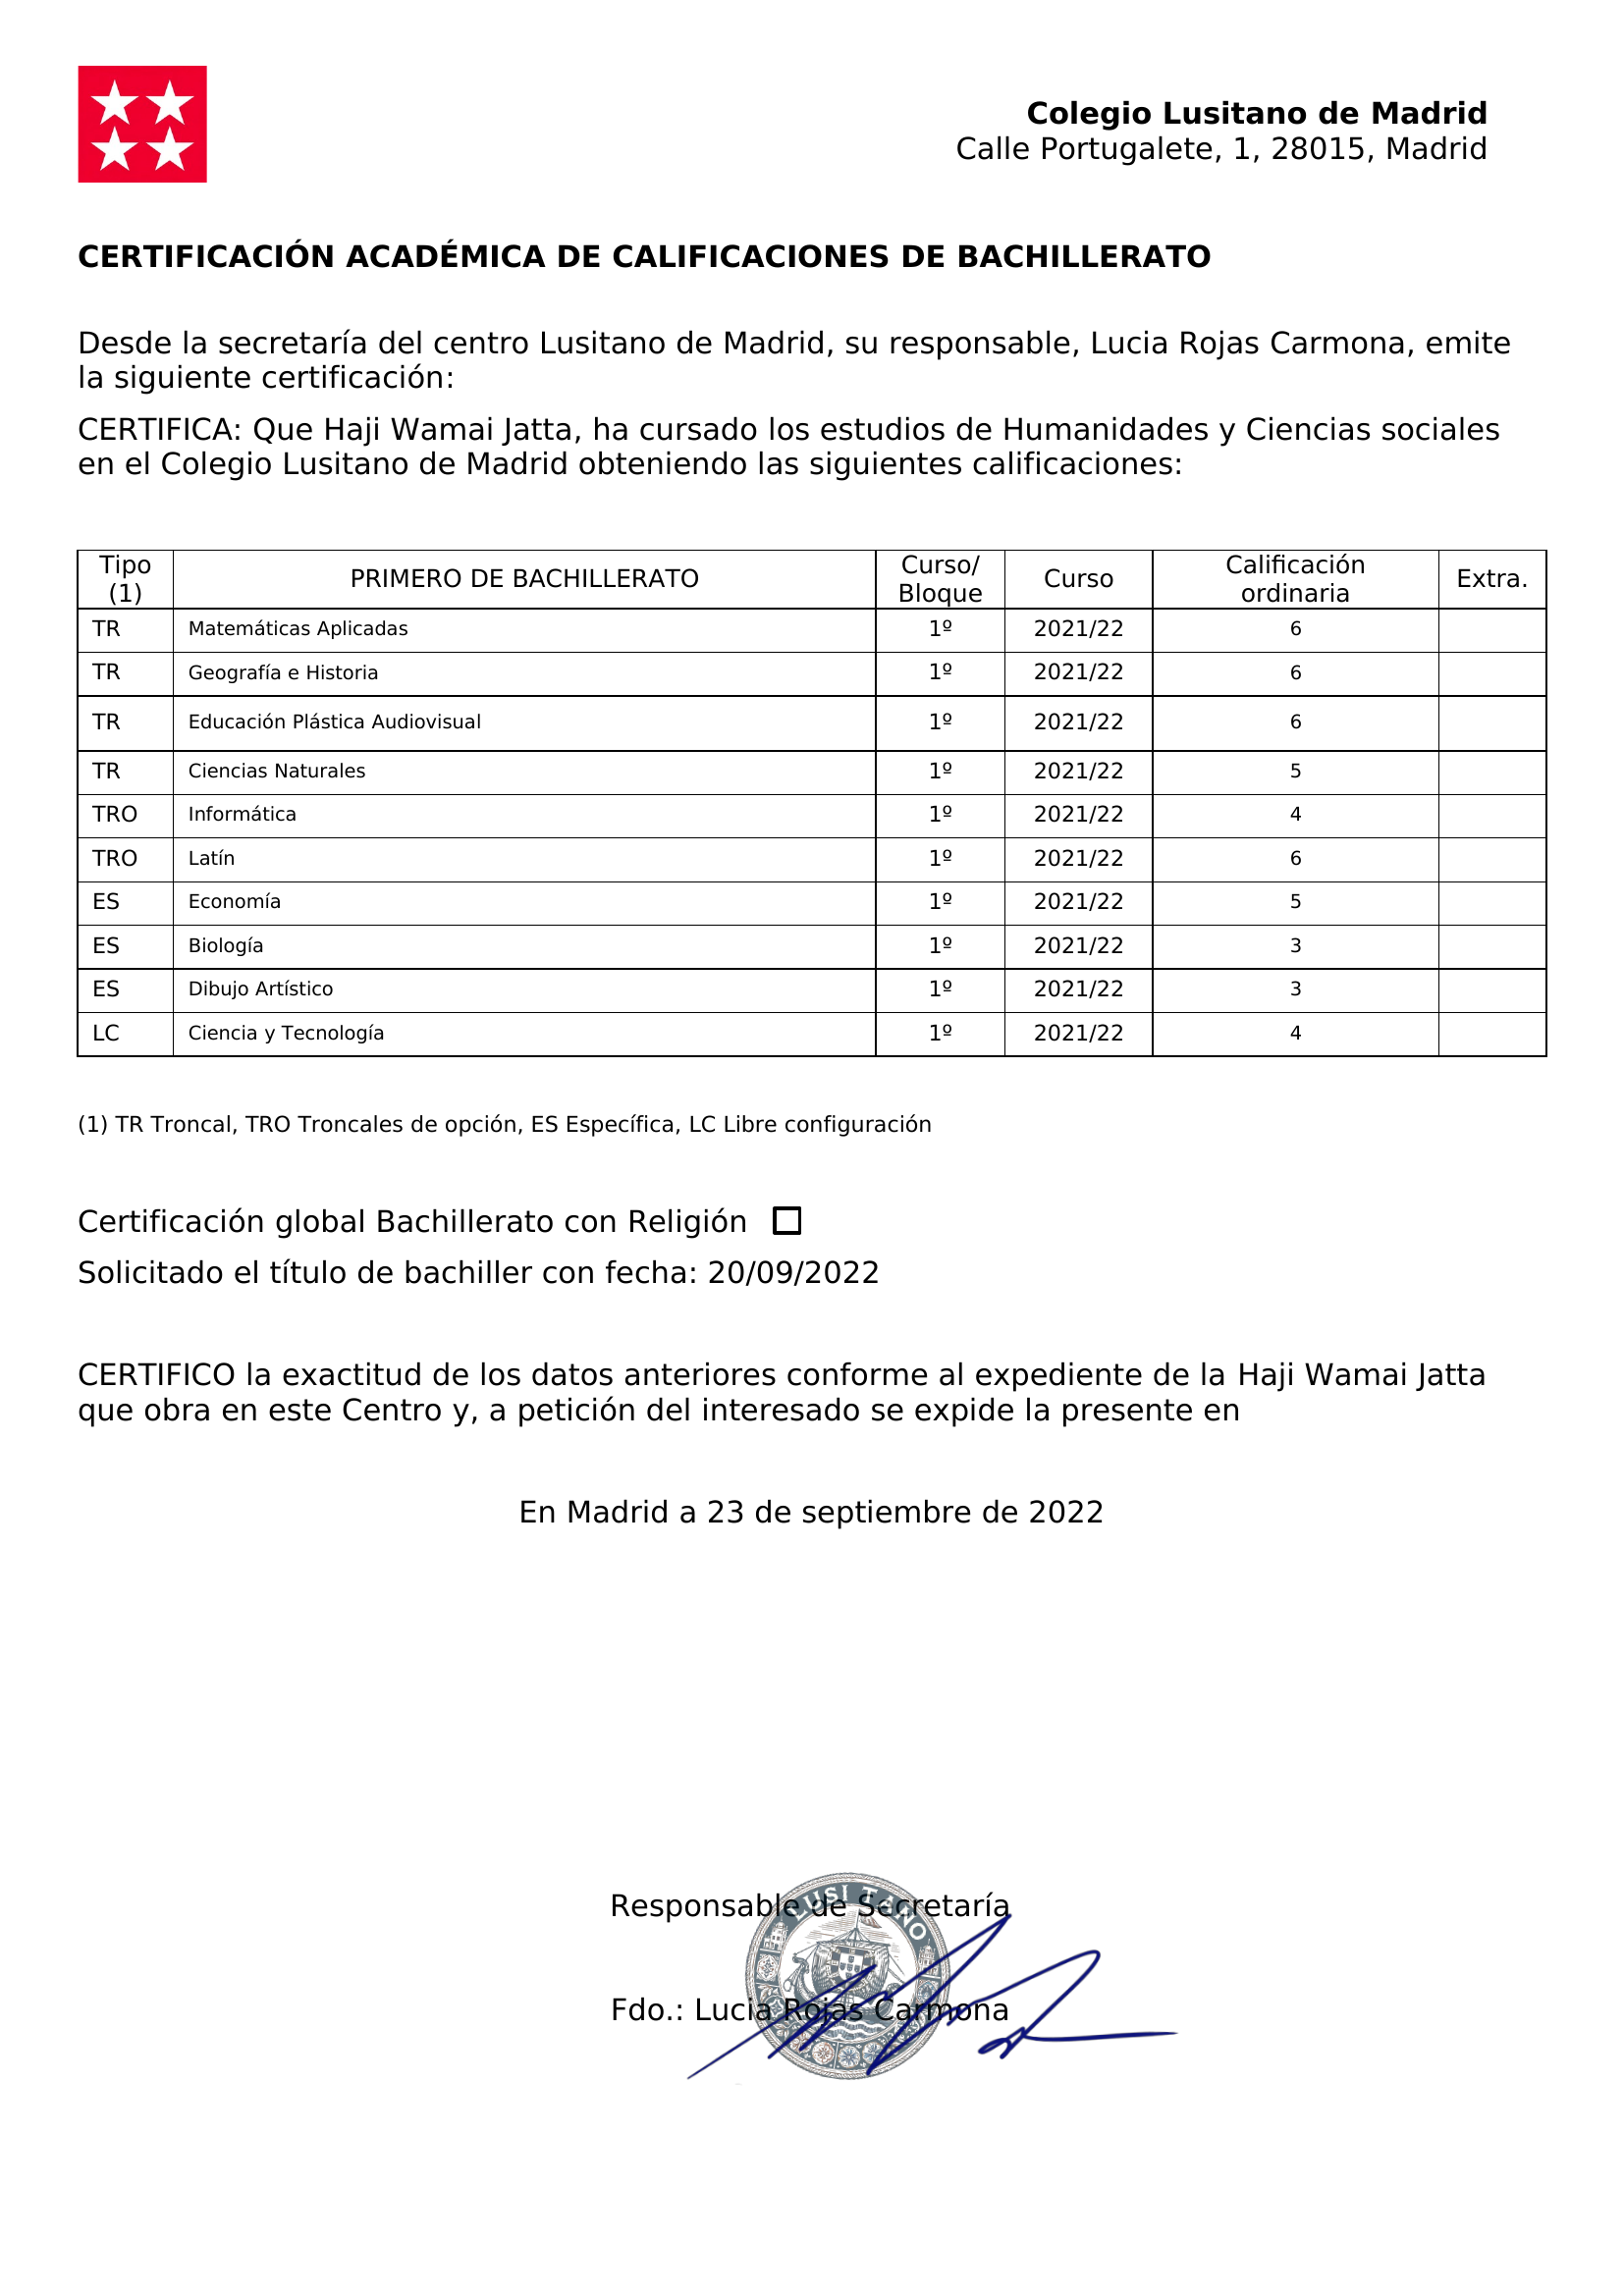 Colegio Lusitano de Madrid
Calle Portugalete, 1, 28015, Madrid
CERTIFICACIÓN ACADÉMICA DE CALIFICACIONES DE BACHILLERATO
Desde la secretaría del centro Lusitano de Madrid, su responsable, Lucia Rojas Carmona, emite
la siguiente certificación:
CERTIFICA: Que Haji Wamai Jatta, ha cursado los estudios de Humanidades y Ciencias sociales
en el Colegio Lusitano de Madrid obteniendo las siguientes calificaciones:
Tipo (1) PRIMERO DE BACHILLERATO Curso/ Bloque Curso Calificación ordinaria Extra.
TR Matemáticas Aplicadas 1º 2021/22 6
TR Geografía e Historia 1º 2021/22 6
TR Educación Plástica Audiovisual 1º 2021/22 6
TR Ciencias Naturales 1º 2021/22 5
TRO Informática 1º 2021/22 4
TRO Latín 1º 2021/22 6
ES Economía 1º 2021/22 5
ES Biología 1º 2021/22 3
ES Dibujo Artístico 1º 2021/22 3
LC Ciencia y Tecnología 1º 2021/22 4
(1) TR Troncal, TRO Troncales de opción, ES Específica, LC Libre configuración
Certificación global Bachillerato con Religión
Solicitado el título de bachiller con fecha: 20/09/2022
CERTIFICO la exactitud de los datos anteriores conforme al expediente de la Haji Wamai Jatta
que obra en este Centro y, a petición del interesado se expide la presente en
En Madrid a 23 de septiembre de 2022
Responsable de Secretaría
LUSI TANO
Fdo.: Lucia Rojas Carmona